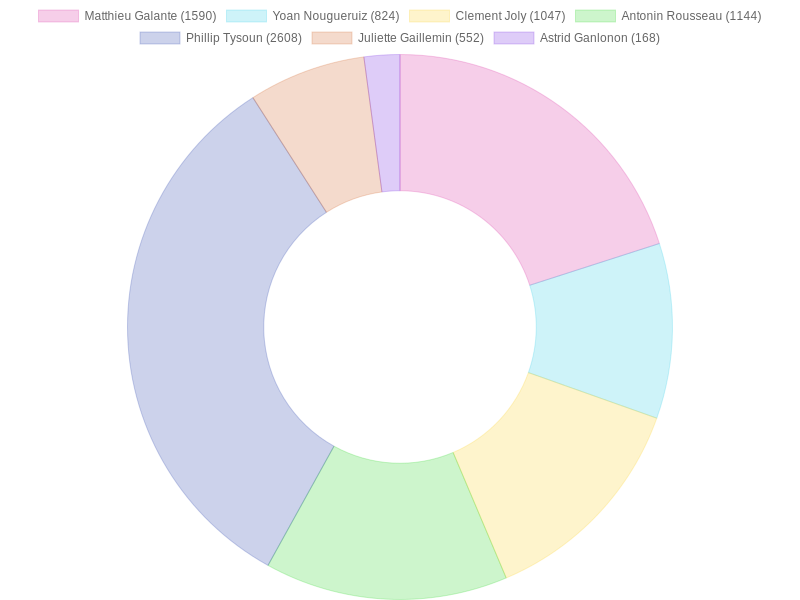 Matthieu Galante (1590) Yoan Nougueruiz (824) Clement Joly (1047) Antonin Rousseau (1144)
Phillip Tysoun (2608) Juliette Gaillemin (552) Astrid Ganlonon (168)